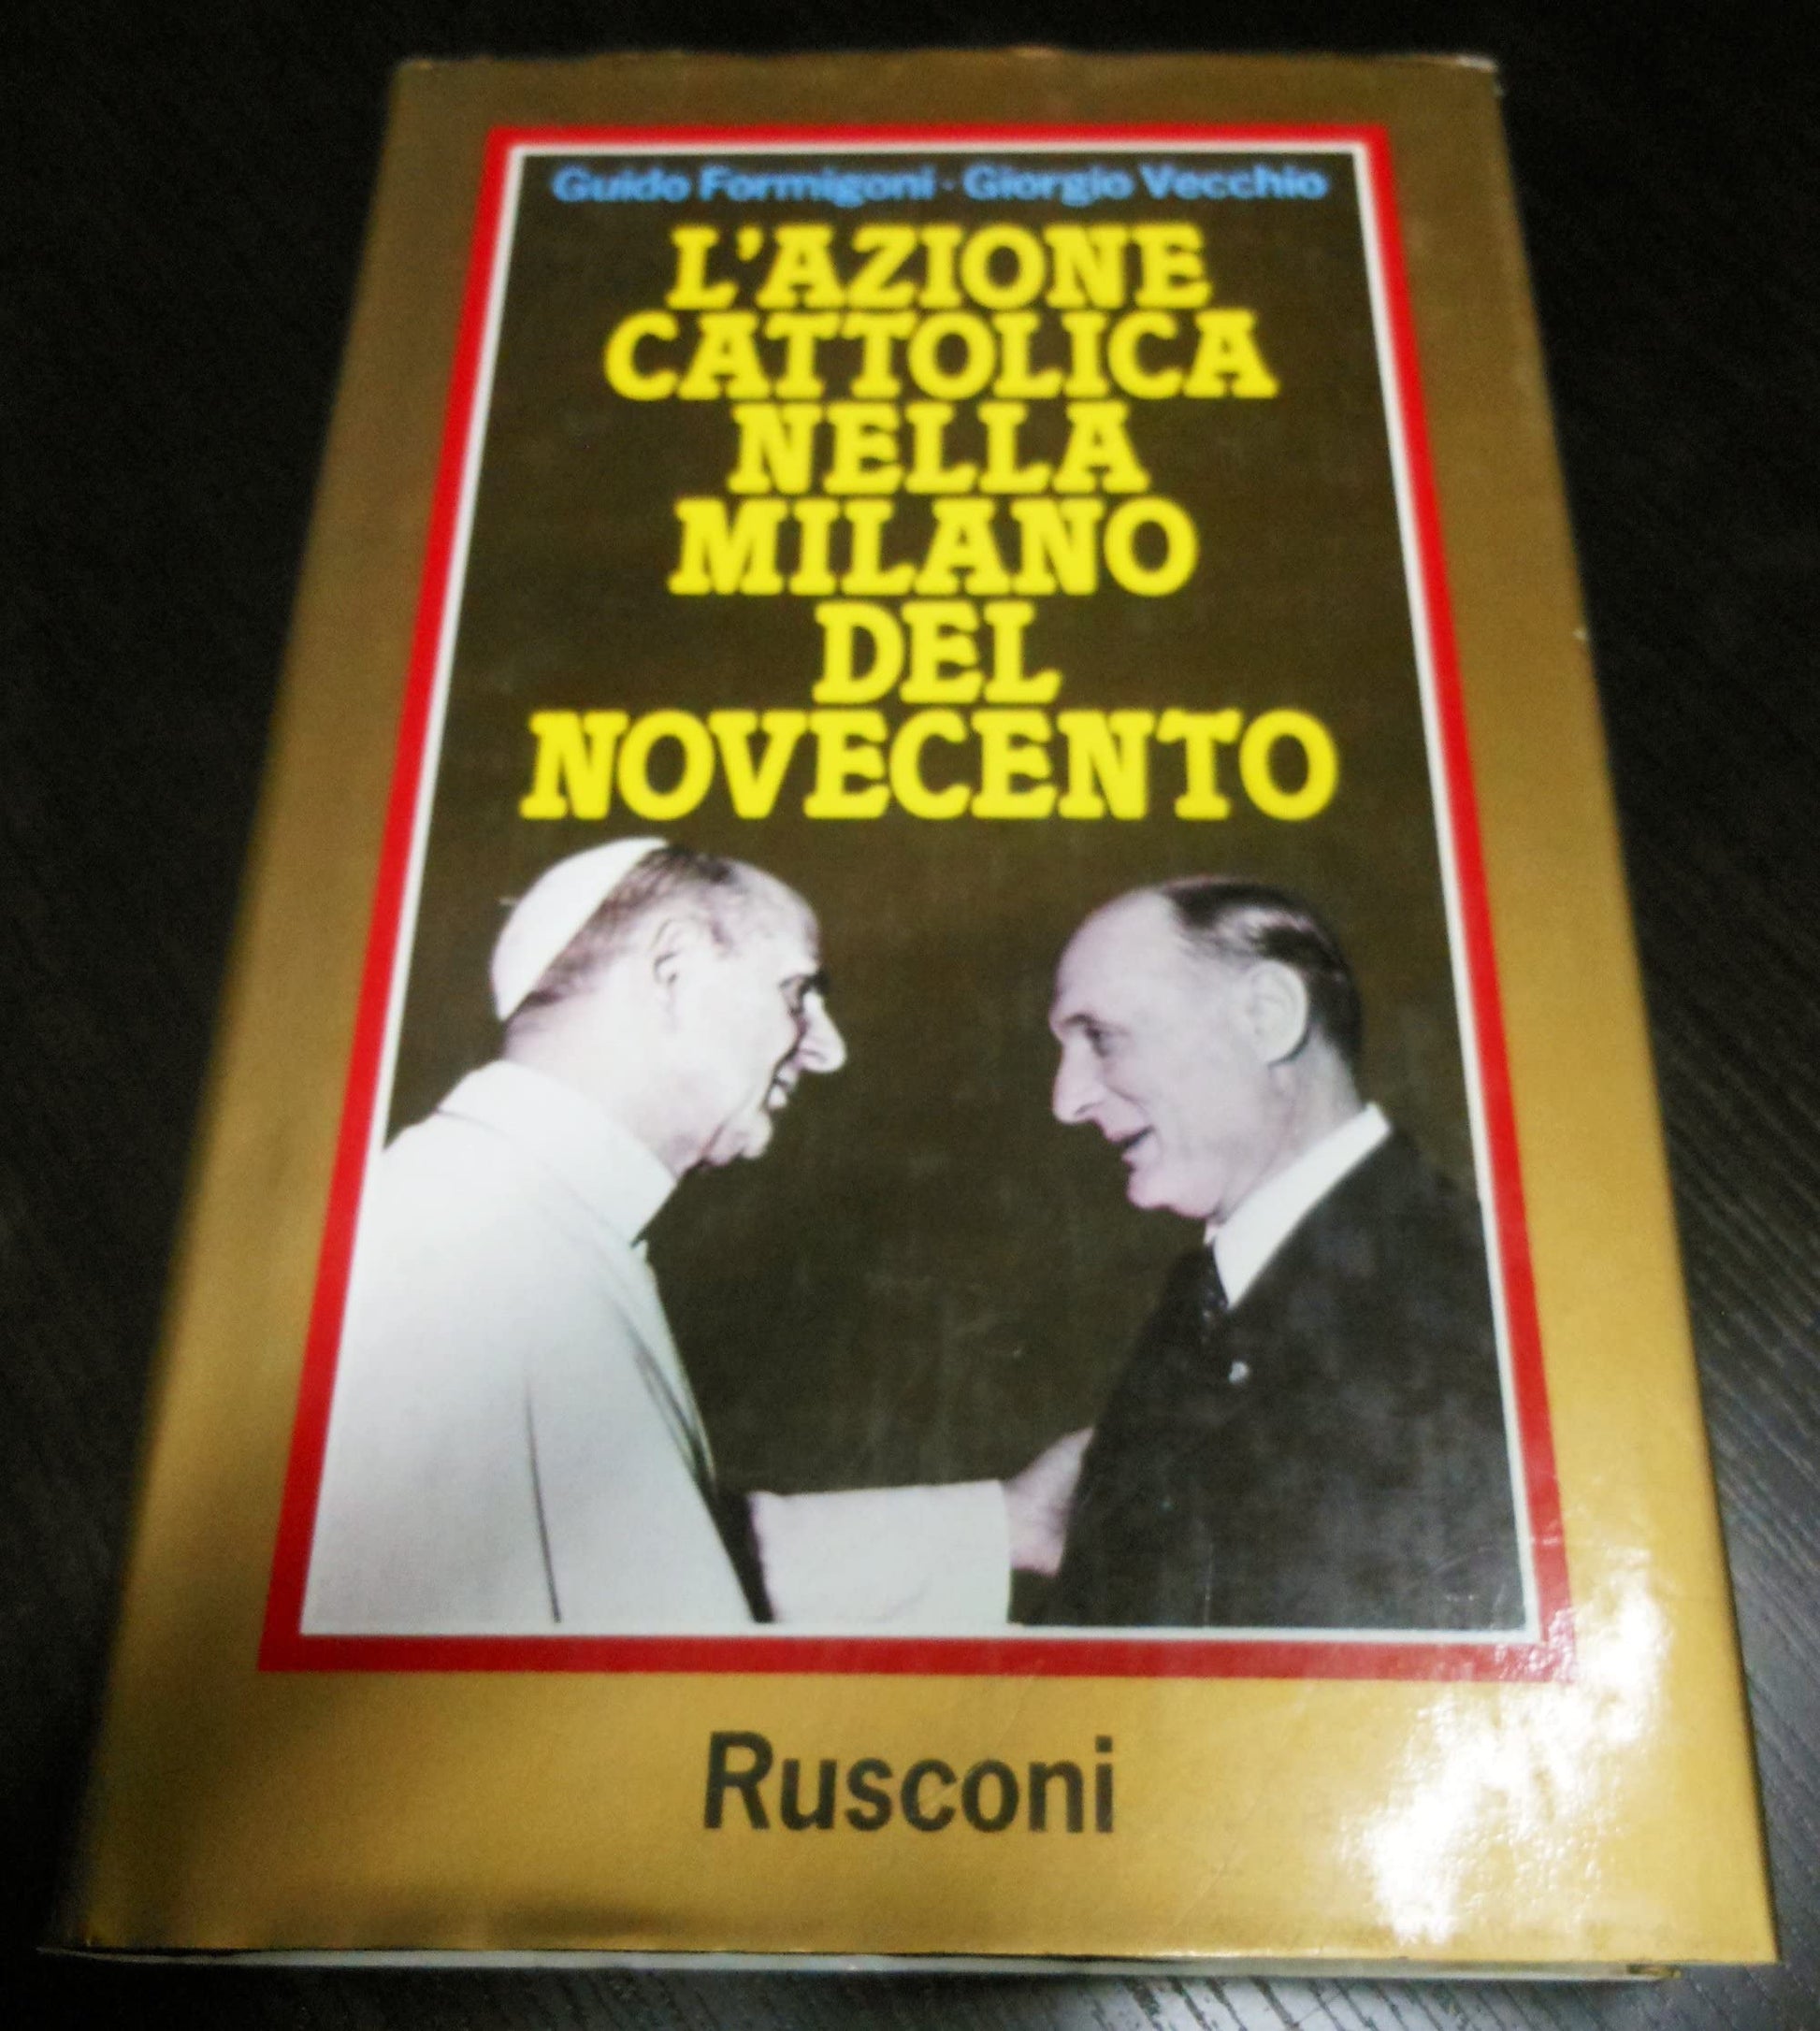 Guido Formigoni · Giorgio Vecchio
L'AZIONE
CATTOLICA
NELLA
MILANO
DEL
NOVECENTO
Rusconi